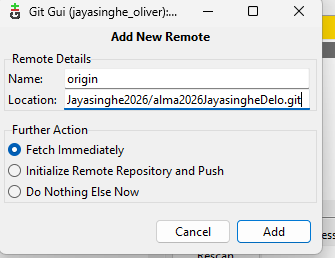 Git Gui (jayasinghe_oliver):...
Add New Remote
Remote Details
Name: origin
Location: Jayasinghe2026/alma2026JayasingheDelo.git
Further Action
Fetch Immediately
Initialize Remote Repository and Push
Do Nothing Else Now
Cancel Add
Rescan